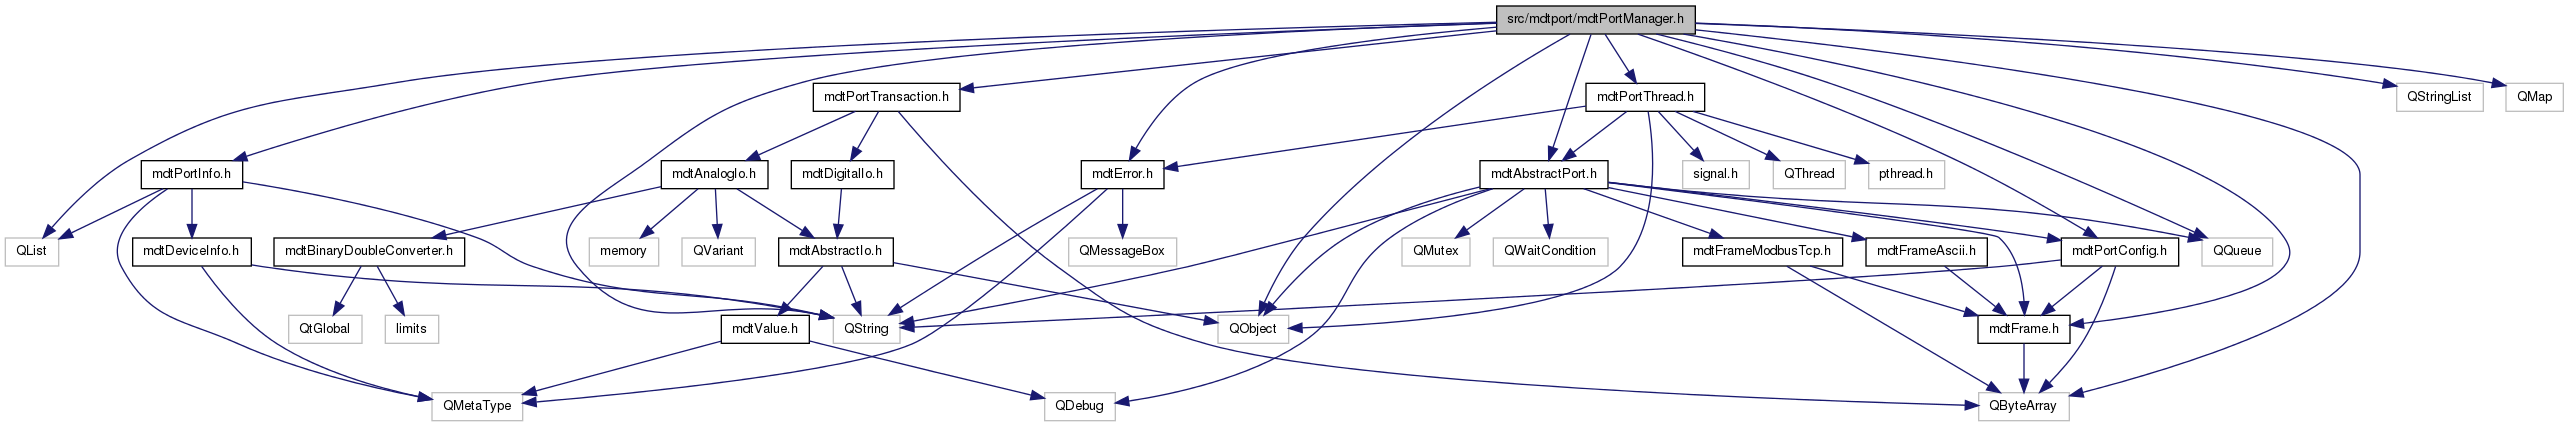 src/mdtport/mdtPortManager.h
mdtPortTransaction.h
mdtPortThread.h
QStringList
QMap
mdtPortInfo.h
mdtAnalogIo.h
mdtDigitalIo.h
mdtError.h
mdtAbstractPort.h
signal.h
QThread
pthread.h
QList
mdtDeviceInfo.h
mdtBinaryDoubleConverter.h
memory
QVariant
mdtAbstractIo.h
QMessageBox
QMutex
QWaitCondition
mdtFrameModbusTcp.h
mdtFrameAscii.h
mdtPortConfig.h
QQueue
QtGlobal
limits
mdtValue.h
QString
QObject
mdtFrame.h
QMetaType
QDebug
QByteArray